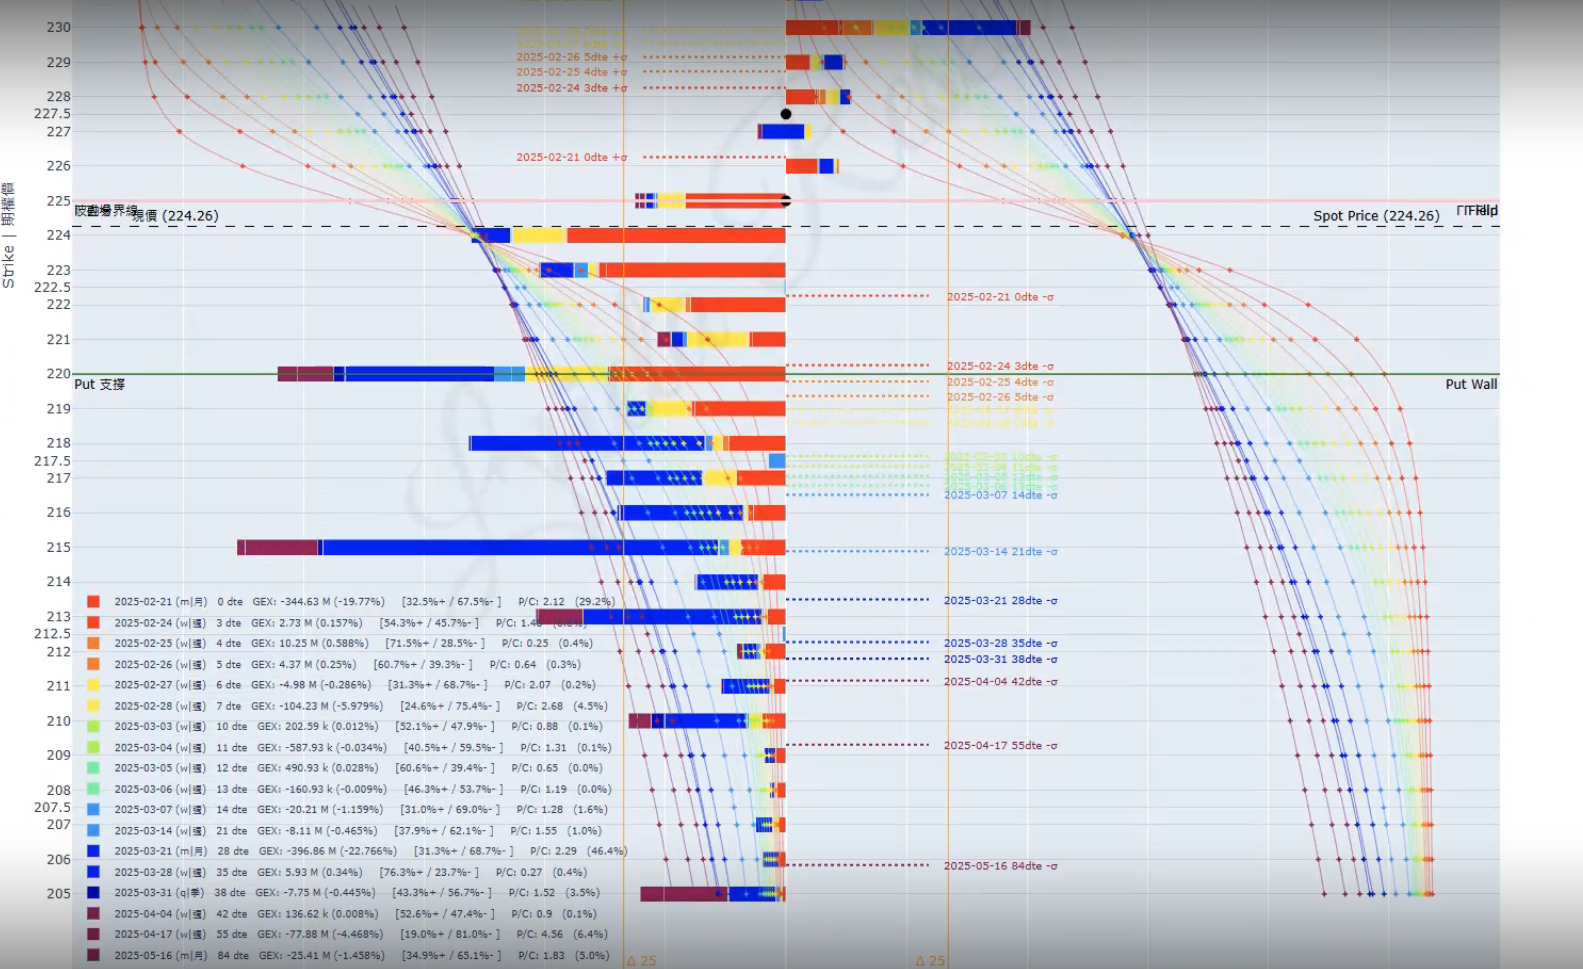 230
229
228
227.5
227
226
225
224
223
222.5
222
221
220
219
218
217.5
217
216
215
214
213
212.5
212
211
210
209
208
207.5
207
206
205
Strike | 期權價
現價 (224.26)
Spot Price (224.26)
Put 支撐
Put Wall
2025-02-26 5dte +σ
2025-02-25 4dte +σ
2025-02-24 3dte +σ
2025-02-21 0dte +σ
2025-02-21 0dte -σ
2025-02-24 3dte -σ
2025-02-25 4dte -σ
2025-02-26 5dte -σ
2025-03-07 14dte -σ
2025-03-14 21dte -σ
2025-03-21 28dte -σ
2025-03-28 35dte -σ
2025-03-31 38dte -σ
2025-04-04 42dte -σ
2025-04-17 55dte -σ
2025-05-16 84dte -σ
2025-02-21 (m|月) 0 dte GEX: -344.63 M (-19.77%) [32.5%+ / 67.5%- ] P/C: 2.12 (29.2%)
2025-02-24 (w|週) 3 dte GEX: 2.73 M (0.157%) [54.3%+ / 45.7%- ]
2025-02-25 (w|週) 4 dte GEX: 10.25 M (0.588%) [71.5%+ / 28.5%- ] P/C: 0.25 (0.4%)
2025-02-26 (w|週) 5 dte GEX: 4.37 M (0.25%) [60.7%+ / 39.3%- ] P/C: 0.64 (0.3%)
2025-02-27 (w|週) 6 dte GEX: -4.98 M (-0.286%) [31.3%+ / 68.7%- ] P/C: 2.07 (0.2%)
2025-02-28 (w|週) 7 dte GEX: -104.23 M (-5.979%) [24.6%+ / 75.4%- ] P/C: 2.68 (4.5%)
2025-03-03 (w|週) 10 dte GEX: 202.59 k (0.012%) [52.1%+ / 47.9%- ] P/C: 0.88 (0.1%)
2025-03-04 (w|週) 11 dte GEX: -587.93 k (-0.034%) [40.5%+ / 59.5%- ] P/C: 1.31 (0.1%)
2025-03-05 (w|週) 12 dte GEX: 490.93 k (0.028%) [60.6%+ / 39.4%- ] P/C: 0.65 (0.0%)
2025-03-06 (w|週) 13 dte GEX: -160.93 k (-0.009%) [46.3%+ / 53.7%- ] P/C: 1.19 (0.0%)
2025-03-07 (w|週) 14 dte GEX: -20.21 M (-1.159%) [31.0%+ / 69.0%- ] P/C: 1.28 (1.6%)
2025-03-14 (w|週) 21 dte GEX: -8.11 M (-0.465%) [37.9%+ / 62.1%- ] P/C: 1.55 (1.0%)
2025-03-21 (m|月) 28 dte GEX: -396.86 M (-22.766%) [31.3%+ / 68.7%- ] P/C: 2.29 (46.4%)
2025-03-28 (w|週) 35 dte GEX: 5.93 M (0.34%) [76.3%+ / 23.7%- ] P/C: 0.27 (0.4%)
2025-03-31 (q|季) 38 dte GEX: -7.75 M (-0.445%) [43.3%+ / 56.7%- ] P/C: 1.52 (3.5%)
2025-04-04 (w|週) 42 dte GEX: 136.62 k (0.008%) [52.6%+ / 47.4%- ] P/C: 0.9 (0.1%)
2025-04-17 (w|週) 55 dte GEX: -77.88 M (-4.468%) [19.0%+ / 81.0%- ] P/C: 4.56 (6.4%)
2025-05-16 (m|月) 84 dte GEX: -25.41 M (-1.458%) [34.9%+ / 65.1%- ] P/C: 1.83 (5.0%)
Δ 25
Δ 25